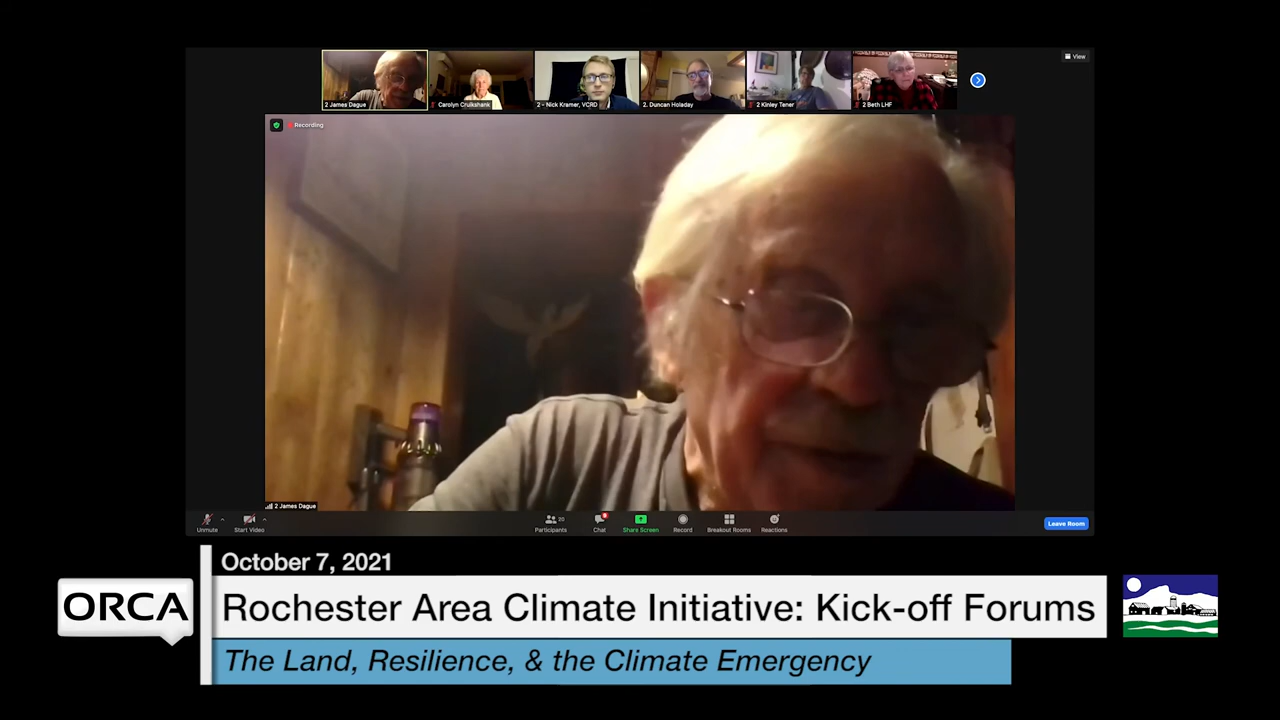 View
2 James Dague
Carolyn Cruikshank
2 - Nick Kramer, VCRD
2. Duncan Holaday
2 Kinley Tener
2 Beth LHF
Recording
2 James Dague
Unmute
Start Video
Participants
20
Chat
Share Screen
Record
Breakout Rooms
Reactions
Leave Room
October 7, 2021
ORCA
Rochester Area Climate Initiative: Kick-off Forums
The Land, Resilience, & the Climate Emergency